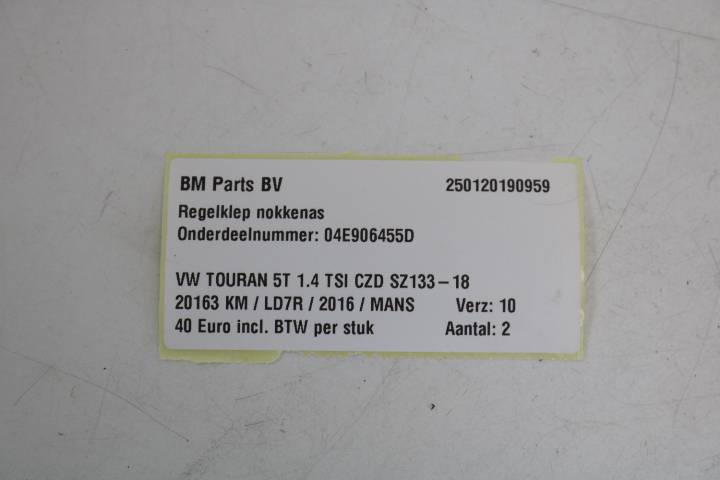 BM Parts BV 250120190959
Regelklep nokkenas
Onderdeelnummer: 04E906455D
VW TOURAN 5T 1.4 TSI CZD SZ133-18
20163 KM / LD7R / 2016 / MANS Verz: 10
40 Euro incl. BTW per stuk Aantal: 2